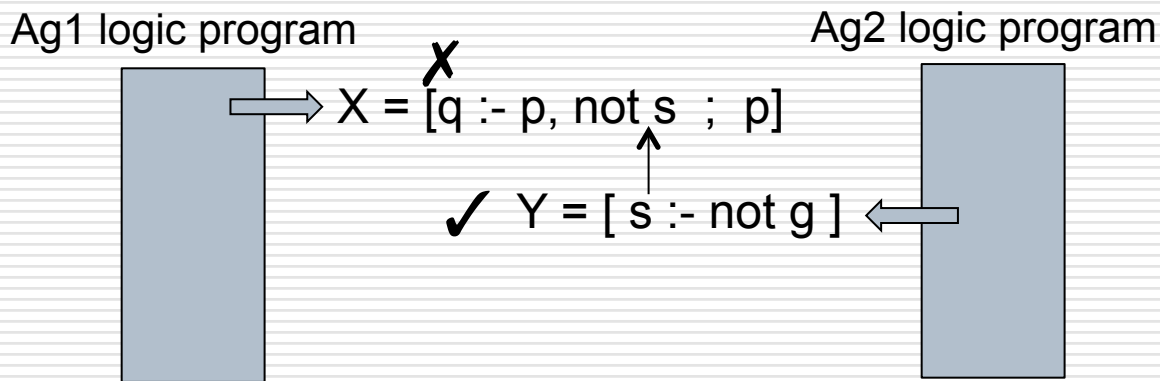 Ag1 logic program
Ag2 logic program
✗
X = [q :- p, not s ; p]
✓ Y = [ s :- not g ]